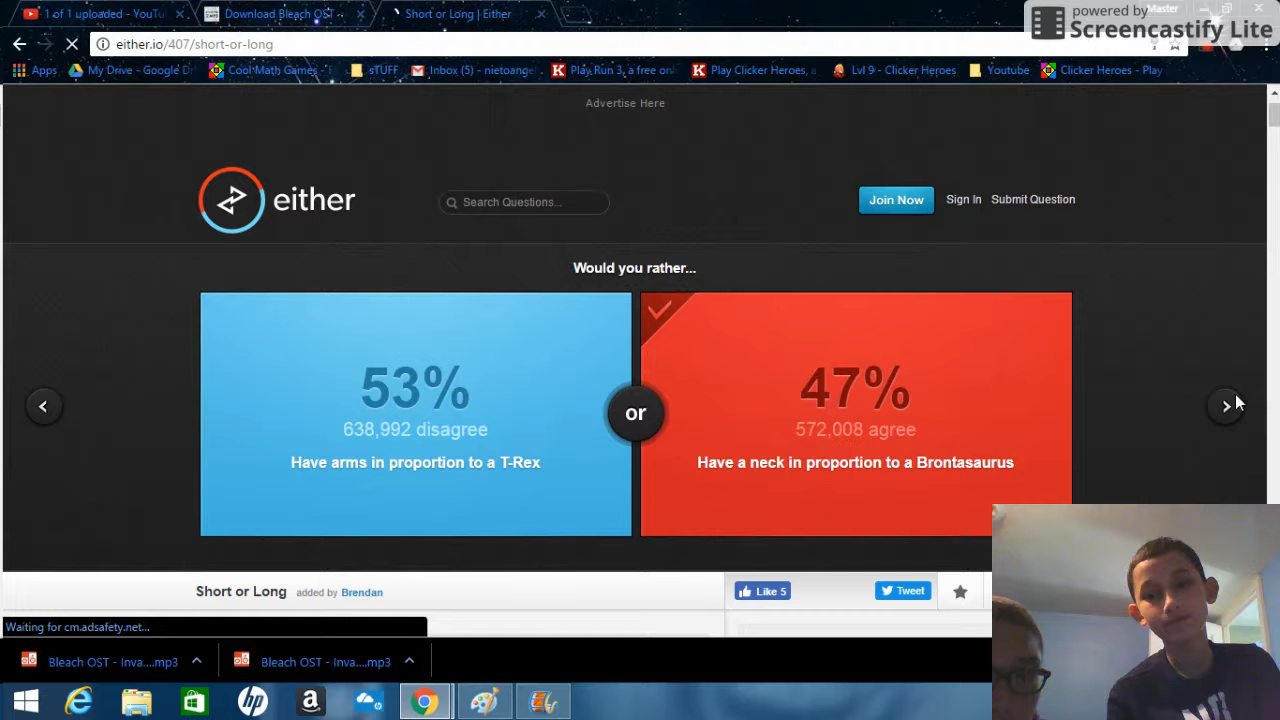 1 of 1 uploaded - YouTu
Download Bleach OST -
Short or Long | Either
Master
powered by
Screencastify Lite
either.io/407/short-or-long
Apps
My Drive - Google D
Cool Math Games -
sTUFF
Inbox (5) - nietoang
Play Run 3, a free on
Play Clicker Heroes, a
Lvl 9 - Clicker Heroes
Youtube
Clicker Heroes - Play
Advertise Here
either
Search Questions...
Join Now
Sign In
Submit Question
Would you rather...
53%
47%
or
638,992 disagree
572,008 agree
Have arms in proportion to a T-Rex
Have a neck in proportion to a Brontasaurus
Short or Long
added by Brendan
Like 5
Tweet
Waiting for cm.adsafety.net...
Bleach OST - Inva....mp3
Bleach OST - Inva....mp3
hp
a